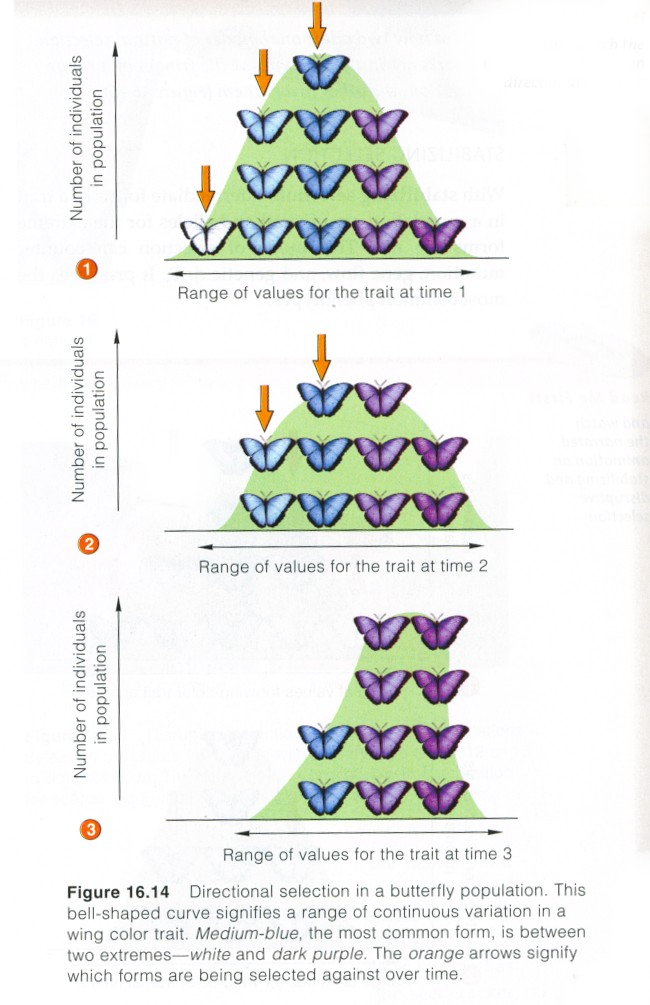 Number of individuals
in population
1
Range of values for the trait at time 1
Number of individuals
in population
2
Range of values for the trait at time 2
Number of individuals
in population
3
Range of values for the trait at time 3
Figure 16.14 Directional selection in a butterfly population. This
bell-shaped curve signifies a range of continuous variation in a
wing color trait. Medium-blue, the most common form, is between
two extremes—white and dark purple. The orange arrows signify
which forms are being selected against over time.